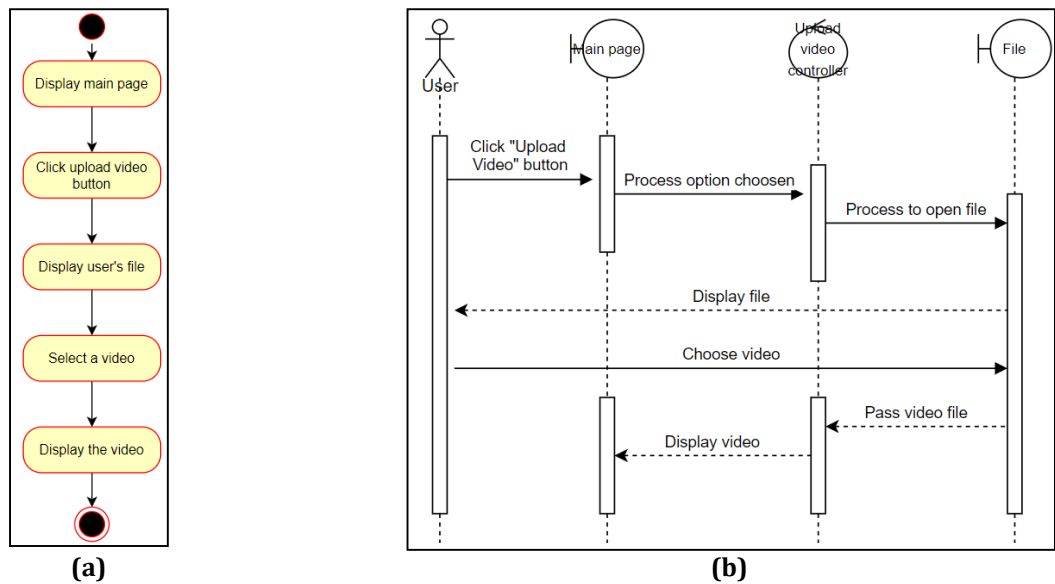 Display main page
Click upload video
button
Display user's file
Select a video
Display the video
(a)
User
Main page
Upload
video
controller
File
Click "Upload
Video" button
Process option choosen
Process to open file
Display file
Choose video
Pass video file
Display video
(b)